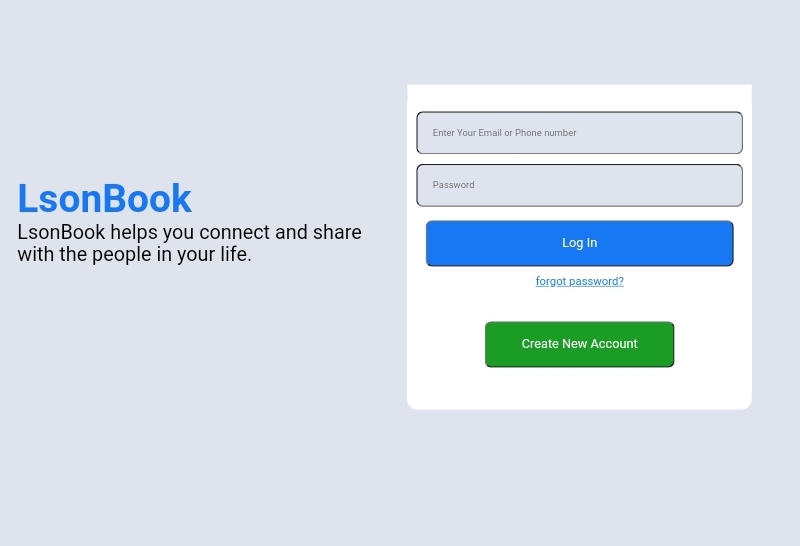 LsonBook
LsonBook helps you connect and share
with the people in your life.
Enter Your Email or Phone number
Password
Log In
forgot password?
Create New Account